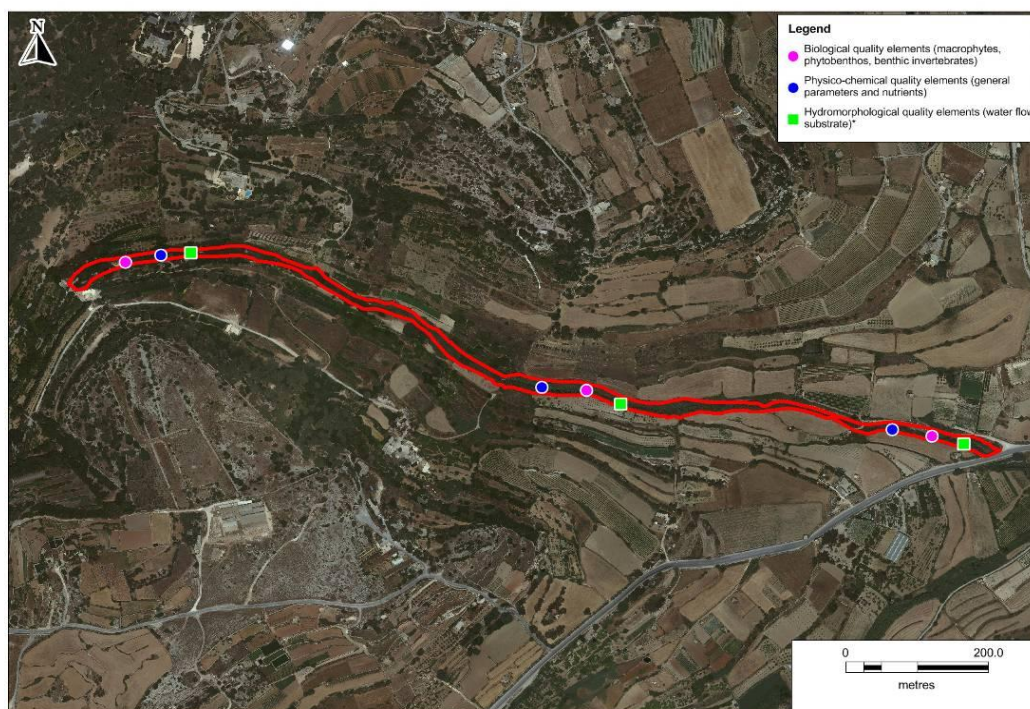 N
Legend
Biological quality elements (macrophytes,
phytobenthos, benthic invertebrates)
Physico-chemical quality elements (general
parameters and nutrients)
Hydromorphological quality elements (water flow
substrate)*
0
200.0
metres